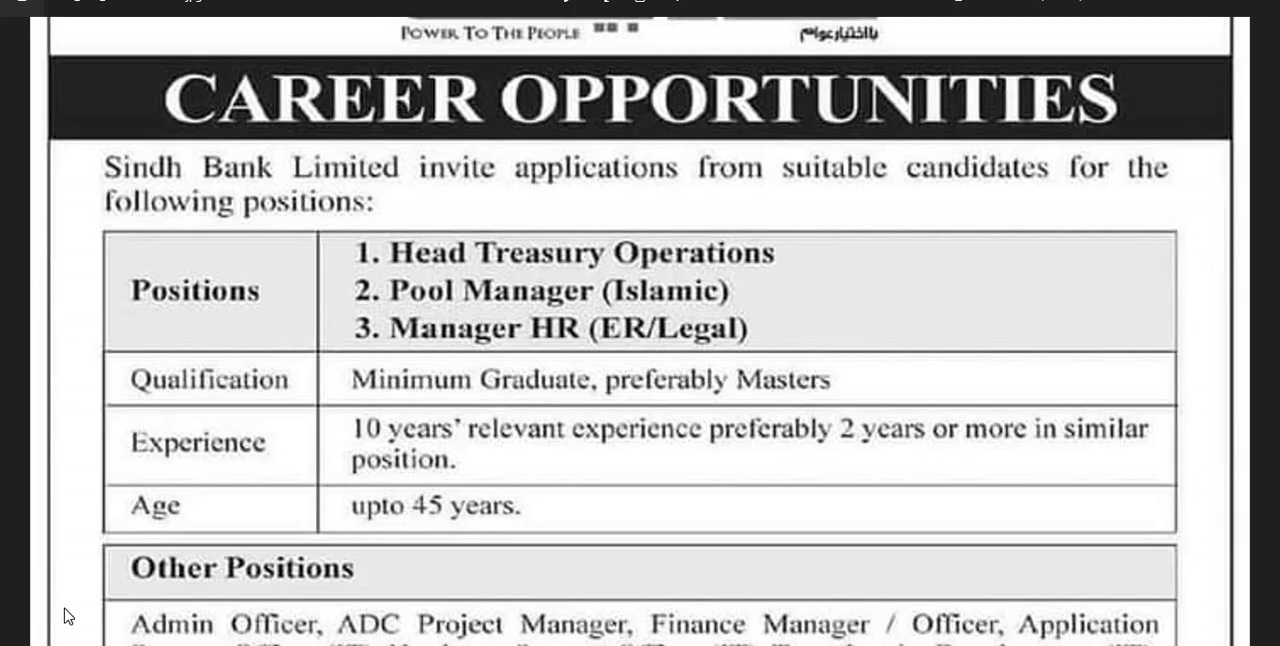 POWER TO THE PEOPLE
بااختیار عوام
CAREER OPPORTUNITIES
Sindh Bank Limited invite applications from suitable candidates for the
following positions:
Positions
1. Head Treasury Operations
2. Pool Manager (Islamic)
3. Manager HR (ER/Legal)
Qualification
Minimum Graduate, preferably Masters
Experience
10 years’ relevant experience preferably 2 years or more in similar
position.
Age
upto 45 years.
Other Positions
Admin Officer, ADC Project Manager, Finance Manager / Officer, Application